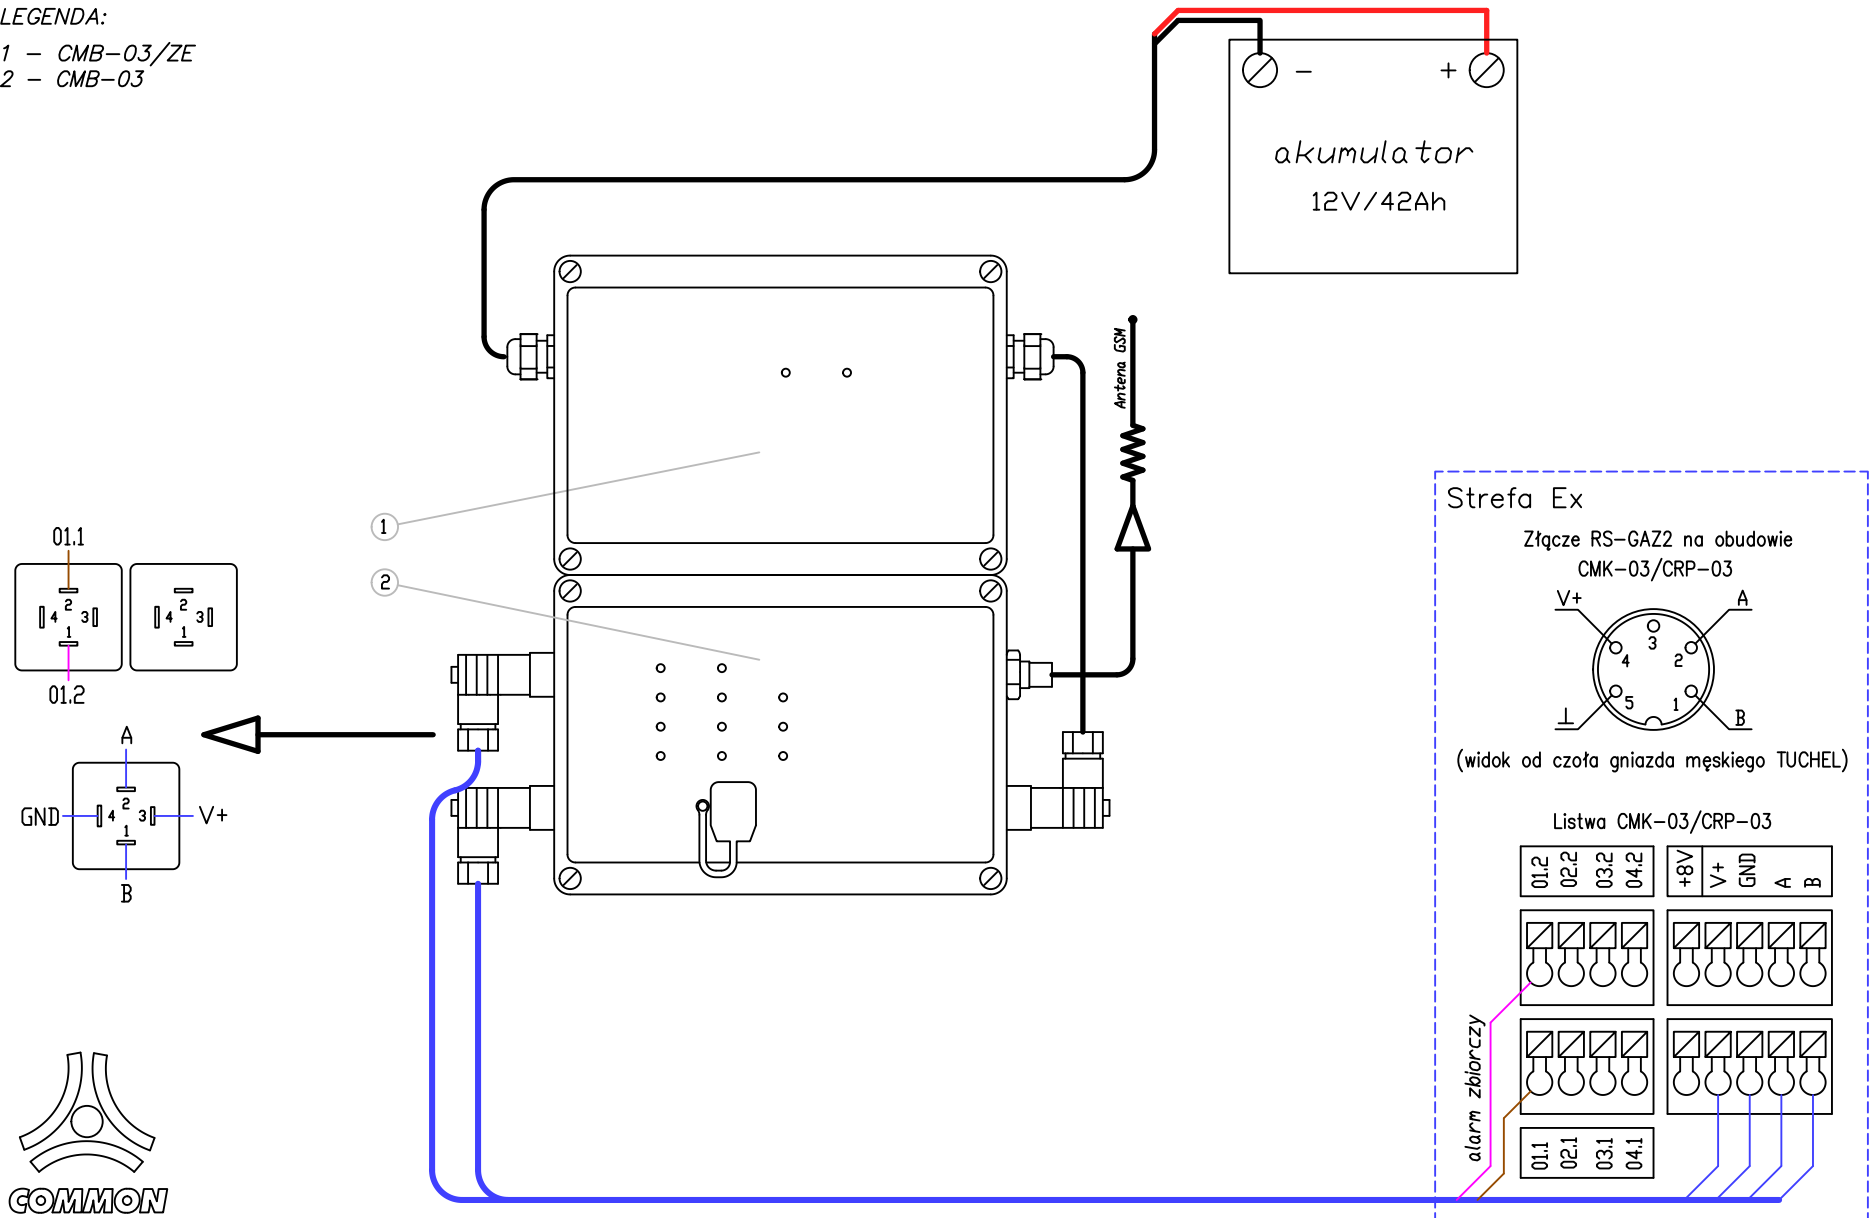 LEGENDA:
1 - CMB-03/ZE
2 - CMB-03
- +
akumulator
12V/42Ah
Antena GSM
1
2
01.1
2
4 3
1
01.2
2
4 3
1
A
GND
2
4 3
1
V+
B
COMMON
Strefa Ex
Złącze RS-GAZ2 na obudowie
CMK-03/CRP-03
V+ A
3
4 2
5 1
⊥ B
(widok od czoła gniazda męskiego TUCHEL)
Listwa CMK-03/CRP-03
01.2 02.2 03.2 04.2 +8V V+ GND A B
alarm zbiorczy
01.1 02.1 03.1 04.1